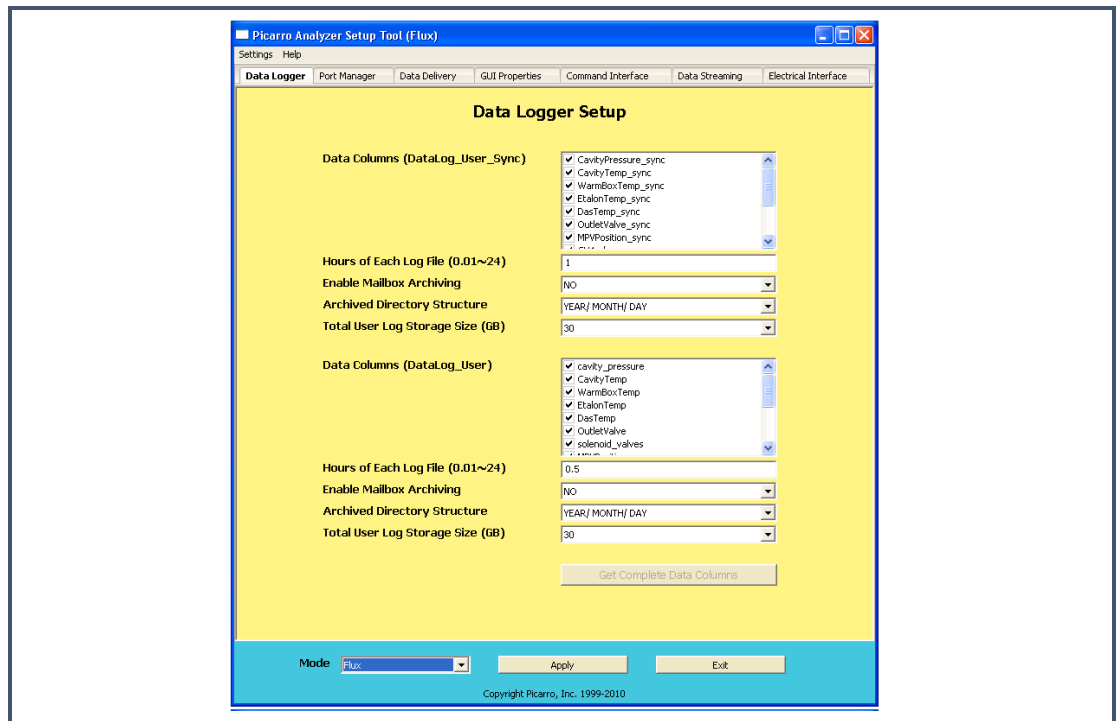 Picarro Analyzer Setup Tool (Flux)
Settings Help
Data Logger Port Manager Data Delivery GUI Properties Command Interface Data Streaming Electrical Interface
Data Logger Setup
Data Columns (DataLog_User_Sync)
CavityPressure_sync
CavityTemp_sync
WarmBoxTemp_sync
EtalonTemp_sync
DasTemp_sync
OutletValve_sync
MPVPosition_sync
Hours of Each Log File (0.01~24) 1
Enable Mailbox Archiving NO
Archived Directory Structure YEAR/ MONTH/ DAY
Total User Log Storage Size (GB) 30
Data Columns (DataLog_User)
cavity_pressure
CavityTemp
WarmBoxTemp
EtalonTemp
DasTemp
OutletValve
solenoid_valves
Hours of Each Log File (0.01~24) 0.5
Enable Mailbox Archiving NO
Archived Directory Structure YEAR/ MONTH/ DAY
Total User Log Storage Size (GB) 30
Get Complete Data Columns
Mode Flux Apply Exit
Copyright Picarro, Inc. 1999-2010